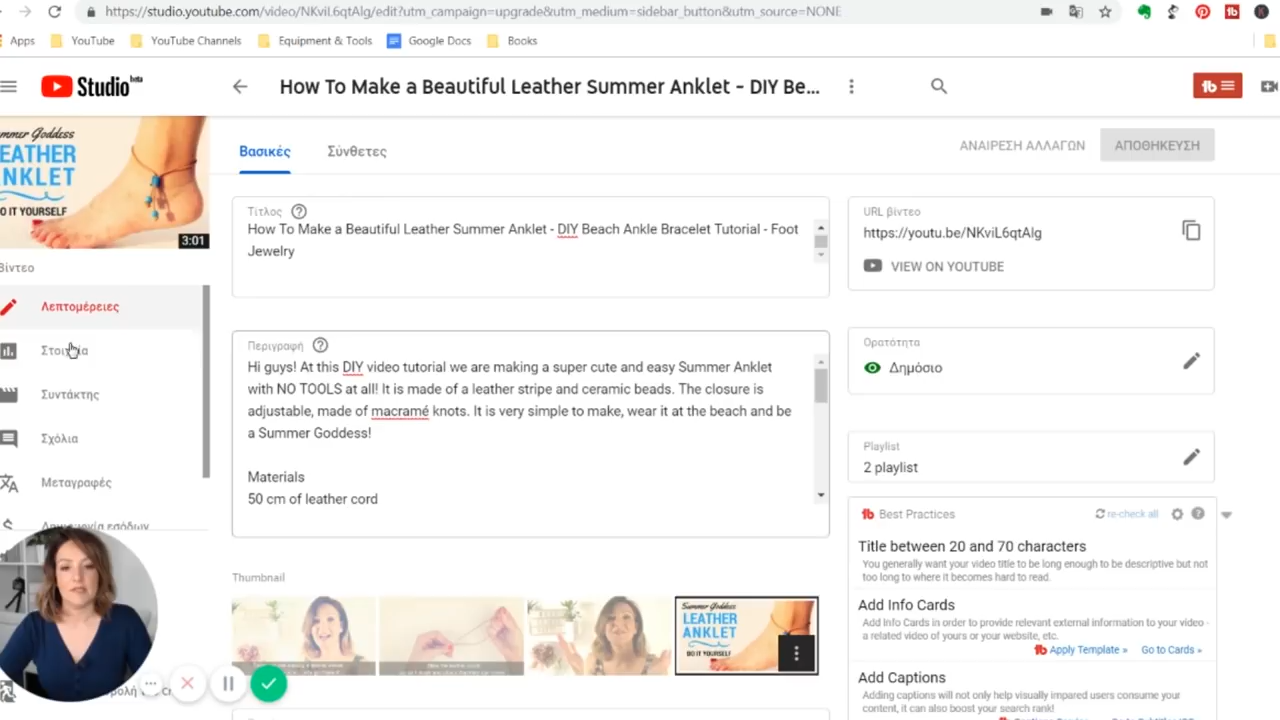 https://studio.youtube.com/video/NKviL6qtAlg/edit?utm_campaign=upgrade&utm_medium=sidebar_button&utm_source=NONE
Apps YouTube YouTube Channels Equipment & Tools Google Docs Books
Studio beta
How To Make a Beautiful Leather Summer Anklet - DIY Be...
tb
mmer Goddess
EATHER
ANKLET
O IT YOURSELF
3:01
Βίντεο
Λεπτομέρειες
Συντάκτης
Σχόλια
Μεταγραφές
Βασικές Σύνθετες
ΑΝΑΙΡΕΣΗ ΑΛΛΑΓΩΝ ΑΠΟΘΗΚΕΥΣΗ
Τίτλος
How To Make a Beautiful Leather Summer Anklet - DIY Beach Ankle Bracelet Tutorial - Foot
Jewelry
Περιγραφή
Hi guys! At this DIY video tutorial we are making a super cute and easy Summer Anklet
with NO TOOLS at all! It is made of a leather stripe and ceramic beads. The closure is
adjustable, made of macramé knots. It is very simple to make, wear it at the beach and be
a Summer Goddess!
Materials
50 cm of leather cord
Thumbnail
Summer Goddess
LEATHER
ANKLET
DO IT YOURSELF
URL βίντεο
https://youtu.be/NKviL6qtAlg
VIEW ON YOUTUBE
Ορατότητα
Δημόσιο
Playlist
2 playlist
tb Best Practices re-check all
Title between 20 and 70 characters
You generally want your video title to be long enough to be descriptive but not
too long to where it becomes hard to read.
Add Info Cards
Add Info Cards in order to provide relevant external information to your video -
a related video of yours or your website, etc.
tb Apply Template » Go to Cards »
Add Captions
Adding captions will not only help visually impaired users consume your
content, it can also boost your search rank!